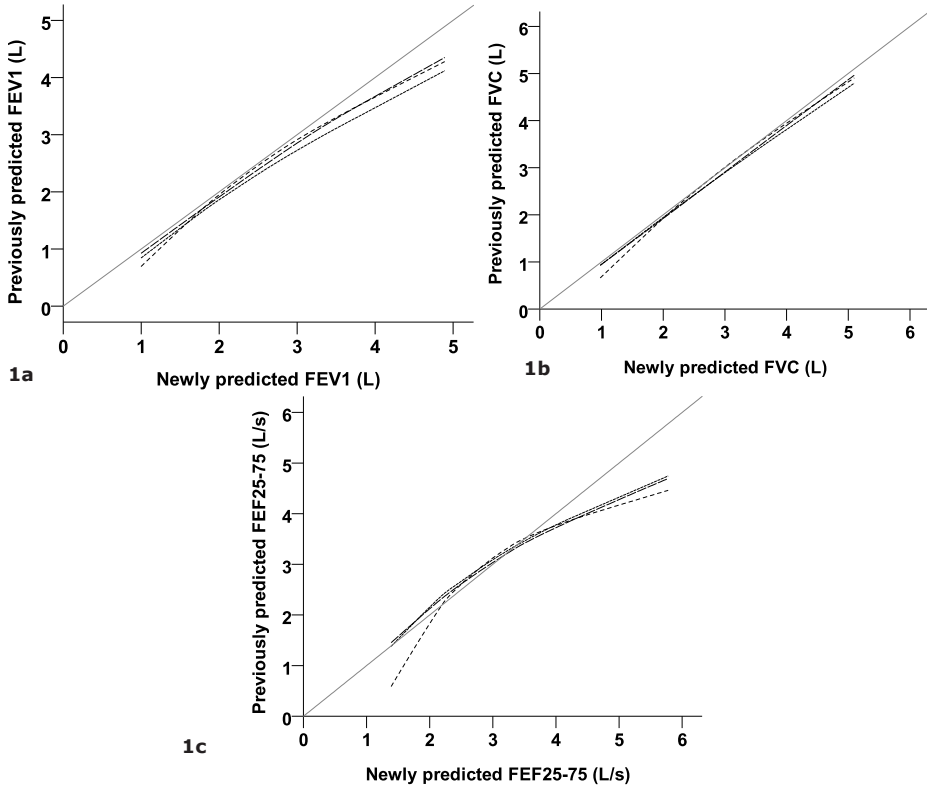 Previously predicted FEV1 (L)
5
4
3
2
1
0
0 1 2 3 4 5
Newly predicted FEV1 (L)
1a
Previously predicted FVC (L)
6
5
4
3
2
1
0
0 1 2 3 4 5 6
Newly predicted FVC (L)
1b
Previously predicted FEF25-75 (L/s)
6
5
4
3
2
1
0
0 1 2 3 4 5 6
Newly predicted FEF25-75 (L/s)
1c